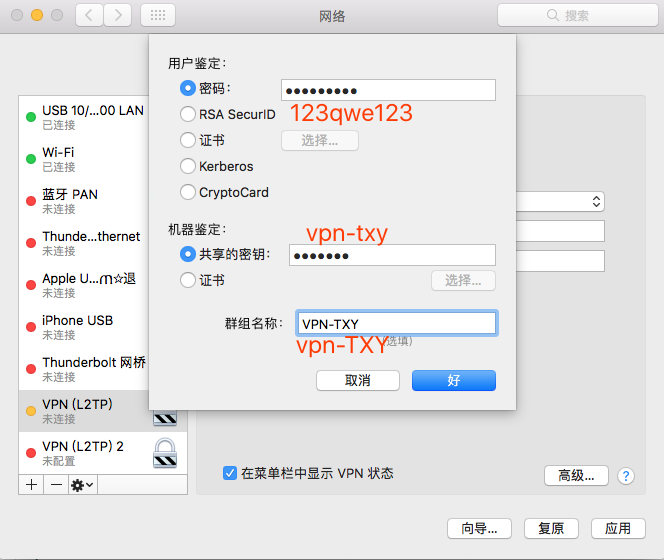 网络
搜索
用户鉴定：
密码：
RSA SecurID
123qwe123
证书
选择...
Kerberos
CryptoCard
机器鉴定：
vpn-txy
共享的密钥：
证书
选择...
群组名称：
VPN-TXY
(选填)
vpn-TXY
取消
好
USB 10/...00 LAN
已连接
Wi-Fi
已连接
蓝牙 PAN
未连接
Thunde...thernet
未连接
未连接
iPhone USB
未连接
Thunderbolt 网桥
未连接
VPN (L2TP)
未连接
VPN (L2TP) 2
未配置
在菜单栏中显示 VPN 状态
高级...
?
向导...
复原
应用